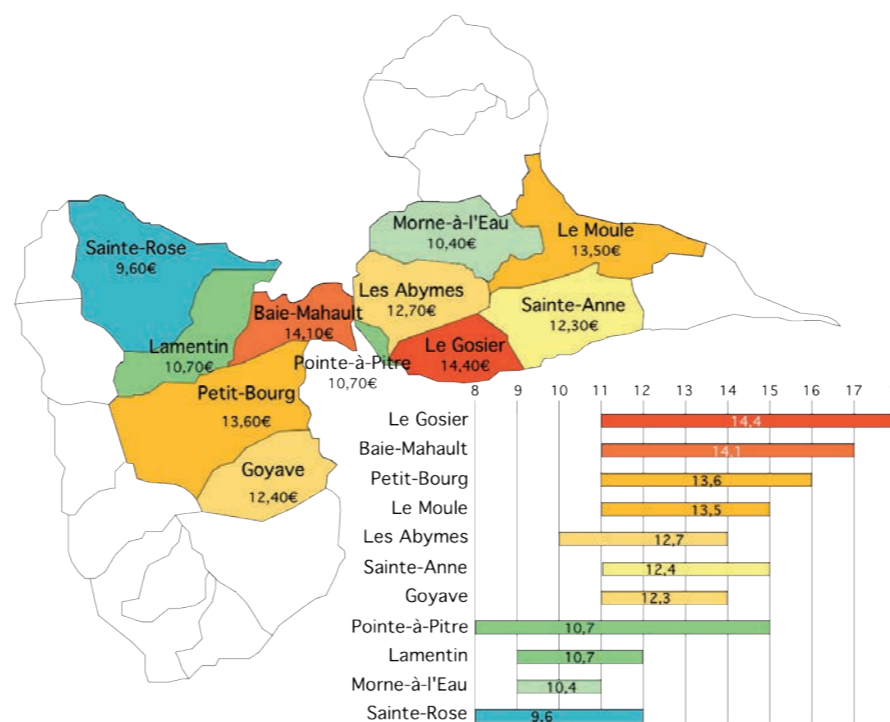 Morne-à-l'Eau
10,40€
Le Moule
13,50€
Sainte-Rose
9,60€
Les Abymes
12,70€
Sainte-Anne
12,30€
Baie-Mahault
14,10€
Lamentin
10,70€
Le Gosier
14,40€
Pointe-à-Pitre
10,70€
Petit-Bourg
13,60€
Goyave
12,40€
8 9 10 11 12 13 14 15 16 17
Le Gosier 14,4
Baie-Mahault 14,1
Petit-Bourg 13,6
Le Moule 13,5
Les Abymes 12,7
Sainte-Anne 12,4
Goyave 12,3
Pointe-à-Pitre 10,7
Lamentin 10,7
Morne-à-l'Eau 10,4
Sainte-Rose 9,6